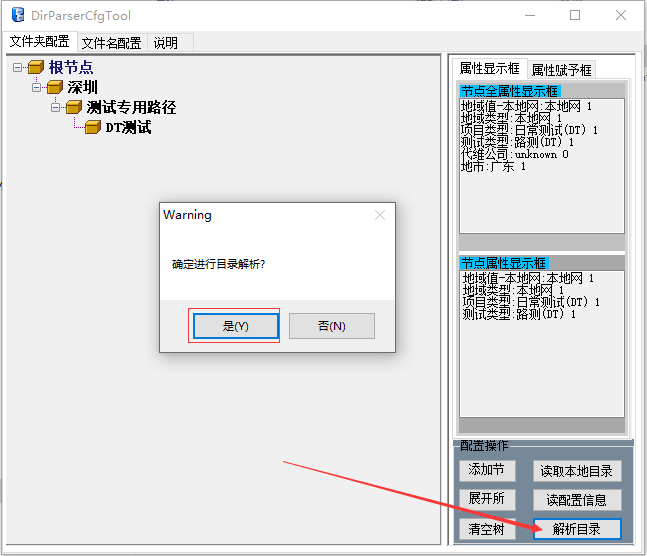 DirParserCfgTool
文件夹配置 文件名配置 说明
根节点
深圳
测试专用路径
DT测试
Warning
确定进行目录解析?
是(Y) 否(N)
属性显示框 属性赋予框
节点全属性显示框
地域值-本地网:本地网 1
地域类型:本地网 1
项目类型:日常测试(DT) 1
测试类型:路测(DT) 1
代维公司:unknown 0
地市:广东 1
节点属性显示框
地域值-本地网:本地网 1
地域类型:本地网 1
项目类型:日常测试(DT) 1
测试类型:路测(DT) 1
配置操作
添加节 读取本地目录
展开所 读配置信息
清空树 解析目录